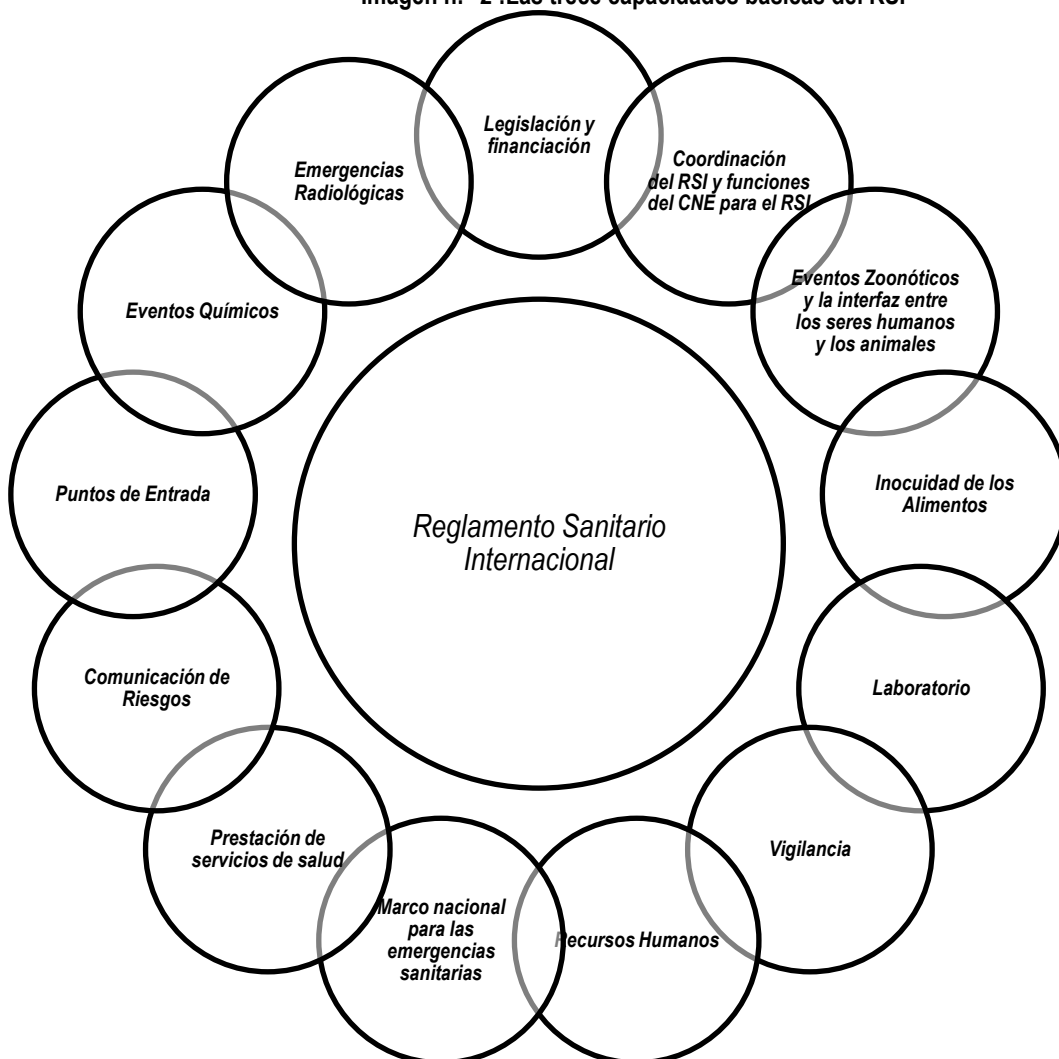 Imagen n.° 2 .Las trece capacidades básicas del RSI
Legislación y
financiación
Coordinación
del RSI y funciones
del CNE para el RSI
Eventos Zoonóticos
y la interfaz entre
los seres humanos
y los animales
Inocuidad de los
Alimentos
Laboratorio
Vigilancia
Recursos Humanos
Marco nacional
para las
emergencias
sanitarias
Prestación de
servicios de salud
Comunicación de
Riesgos
Puntos de Entrada
Eventos Químicos
Emergencias
Radiológicas
Reglamento Sanitario
Internacional